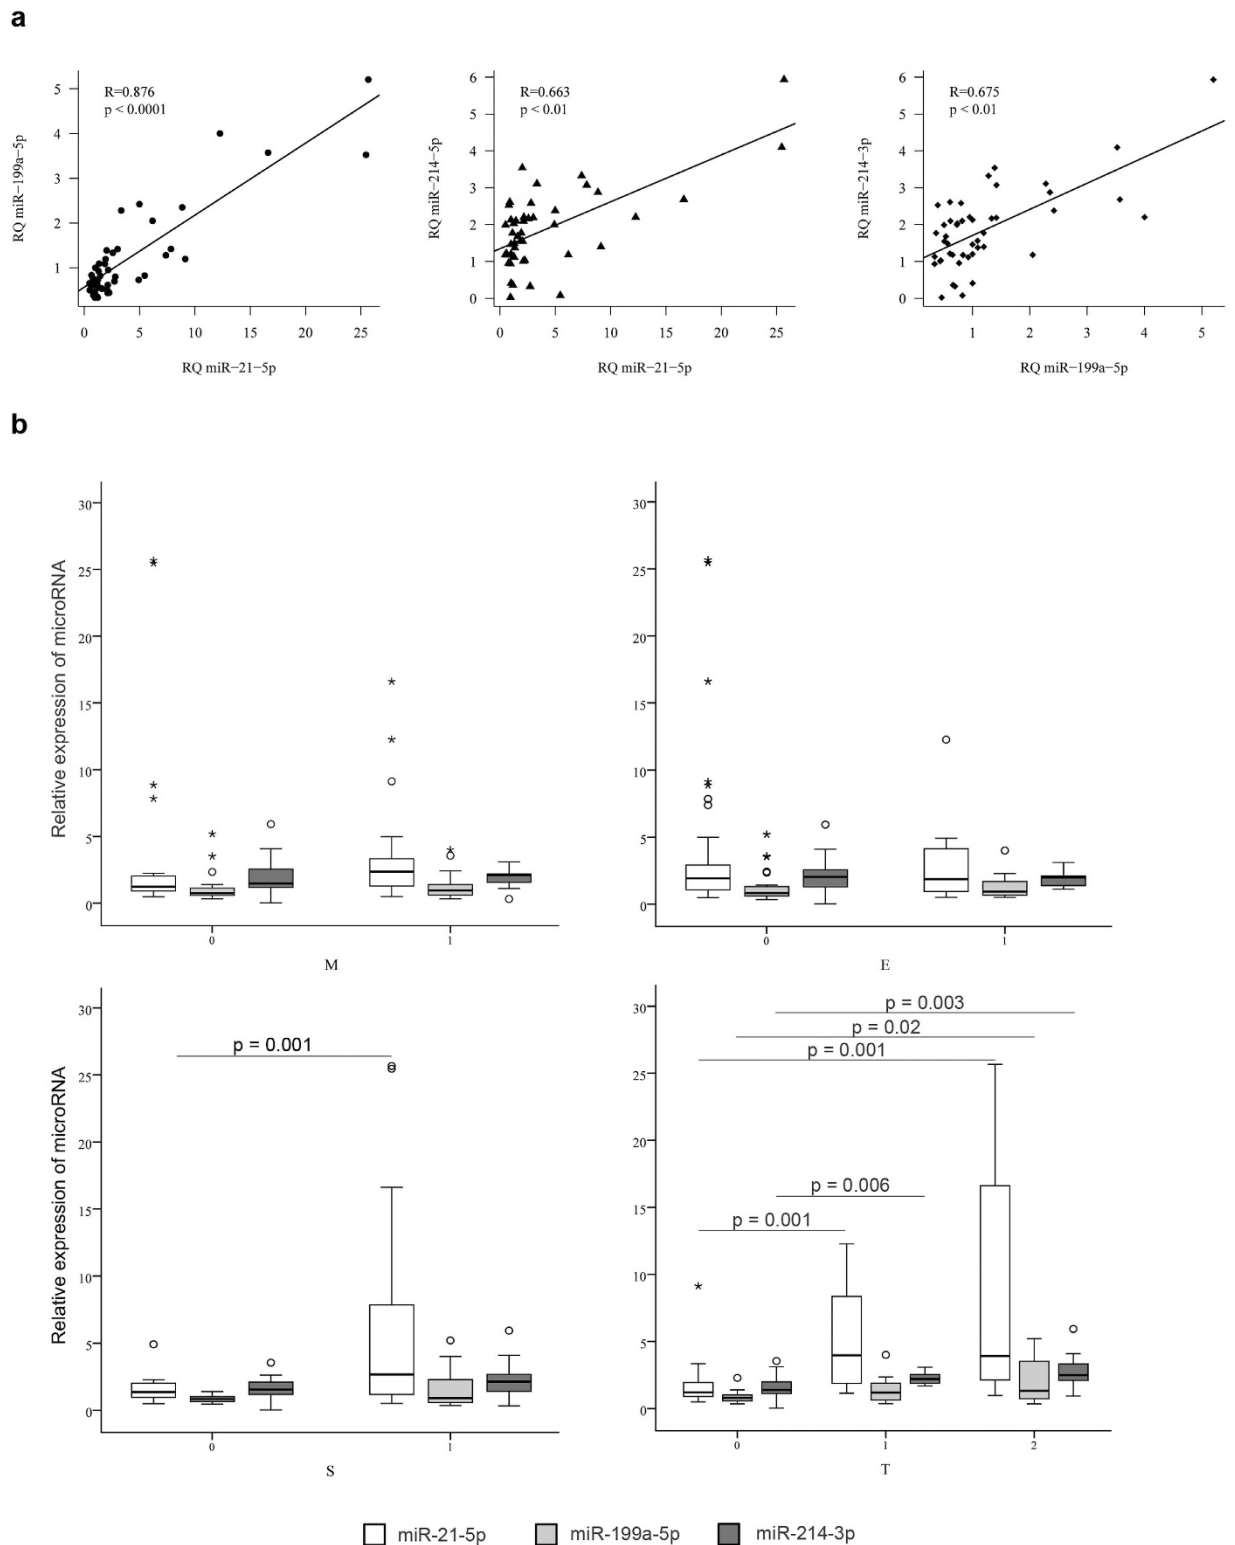 a
R=0.876
p < 0.0001
RQ miR−199a−5p
5
4
3
2
1
0 5 10 15 20 25
RQ miR−21−5p
R=0.663
p < 0.01
RQ miR−214−5p
6
5
4
3
2
1
0
0 5 10 15 20 25
RQ miR−21−5p
R=0.675
p < 0.01
RQ miR−214−3p
6
5
4
3
2
1
0
1 2 3 4 5
RQ miR−199a−5p
b
Relative expression of microRNA
30
25
20
15
10
5
0
0 1
M
30
25
20
15
10
5
0
0 1
E
Relative expression of microRNA
30
25
20
15
10
5
0
p = 0.001
0 1
S
30
25
20
15
10
5
0
p = 0.003
p = 0.02
p = 0.001
p = 0.006
p = 0.001
0 1 2
T
miR-21-5p miR-199a-5p miR-214-3p